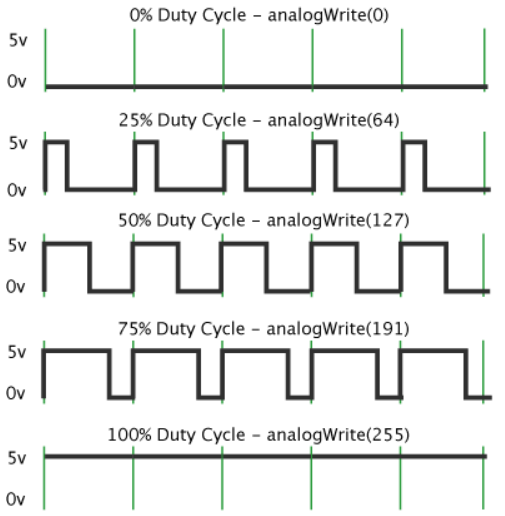 0% Duty Cycle – analogWrite(0)
5v
0v
25% Duty Cycle – analogWrite(64)
5v
0v
50% Duty Cycle – analogWrite(127)
5v
0v
75% Duty Cycle – analogWrite(191)
5v
0v
100% Duty Cycle – analogWrite(255)
5v
0v